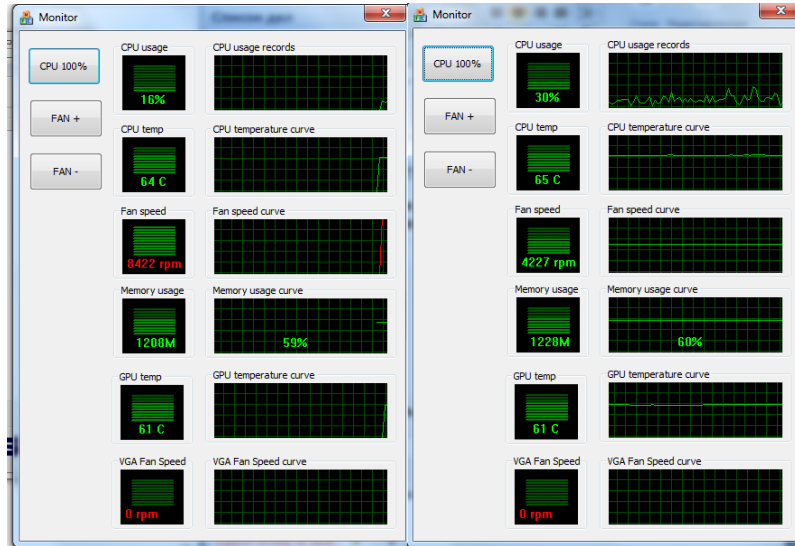 Monitor
CPU 100%
FAN +
FAN -
CPU usage
16%
CPU usage records
CPU temp
64 C
CPU temperature curve
Fan speed
8422 rpm
Fan speed curve
Memory usage
1208M
Memory usage curve
59%
GPU temp
61 C
GPU temperature curve
VGA Fan Speed
0 rpm
VGA Fan Speed curve
Monitor
CPU 100%
FAN +
FAN -
CPU usage
30%
CPU usage records
CPU temp
65 C
CPU temperature curve
Fan speed
4227 rpm
Fan speed curve
Memory usage
1228M
Memory usage curve
60%
GPU temp
61 C
GPU temperature curve
VGA Fan Speed
0 rpm
VGA Fan Speed curve